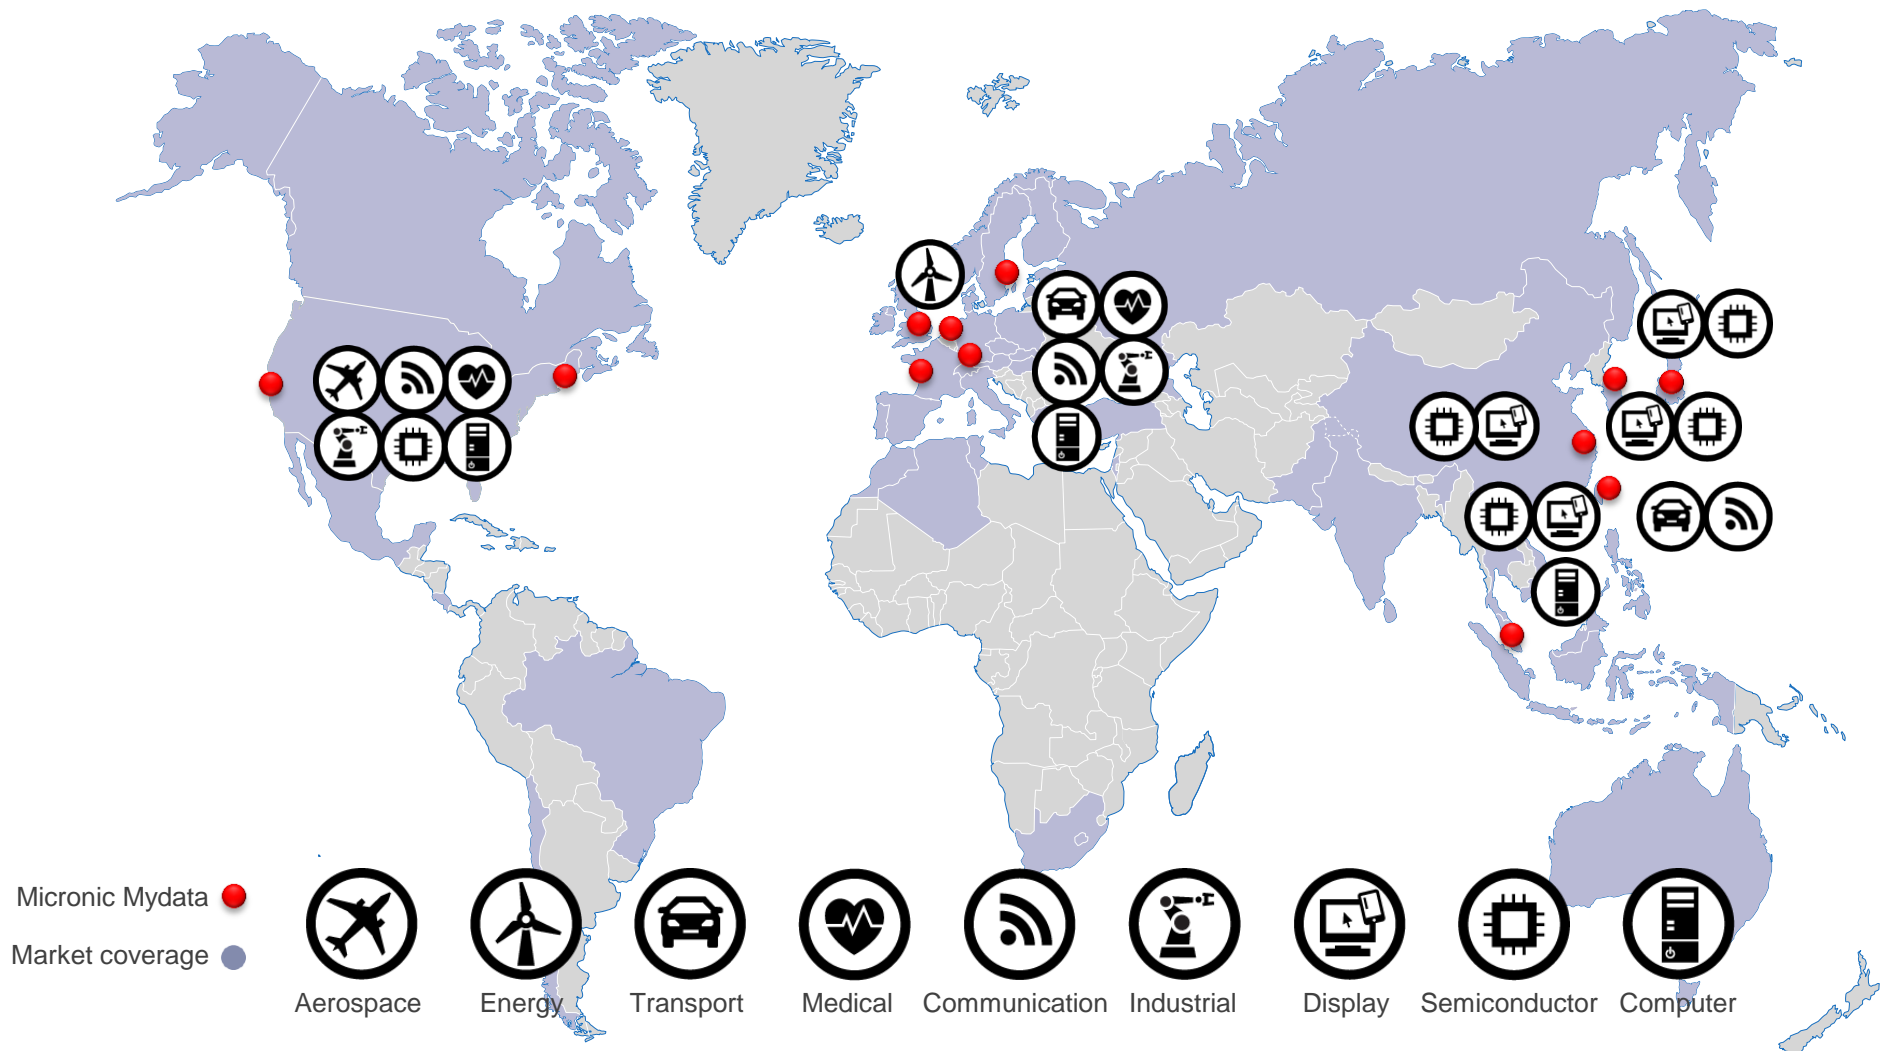 Micronic Mydata
Market coverage
Aerospace
Energy
Transport
Medical
Communication
Industrial
Display
Semiconductor
Computer